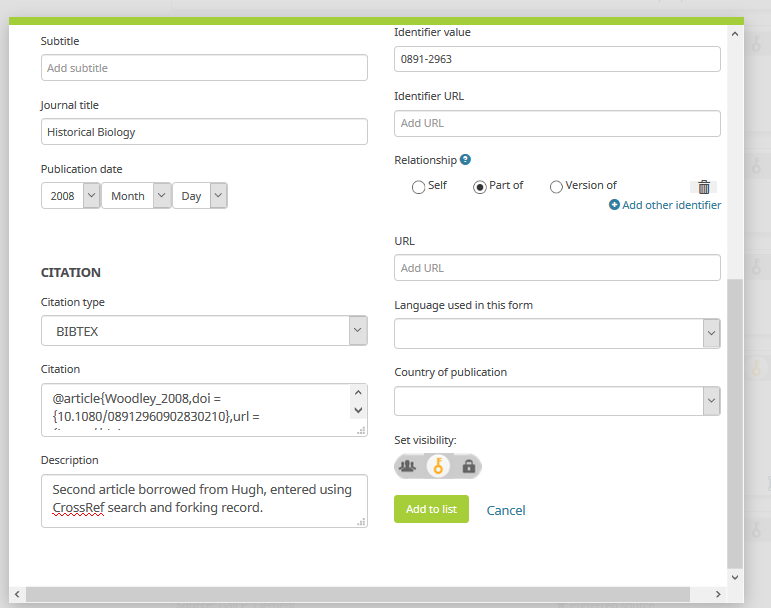 Subtitle
Add subtitle
Journal title
Historical Biology
Publication date
2008 Month Day
CITATION
Citation type
BIBTEX
Citation
@article{Woodley_2008,doi =
{10.1080/08912960902830210},url =
Description
Second article borrowed from Hugh, entered using
CrossRef search and forking record.
Identifier value
0891-2963
Identifier URL
Add URL
Relationship ?
Self Part of Version of
Add other identifier
URL
Add URL
Language used in this form
Country of publication
Set visibility:
Add to list Cancel